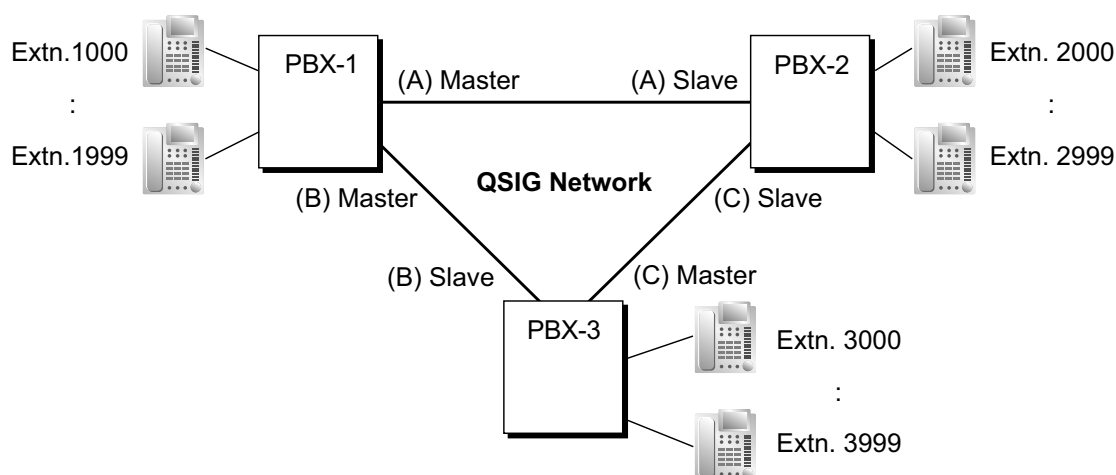 Extn.1000
:
Extn.1999
PBX-1
(A) Master
(A) Slave
PBX-2
Extn. 2000
:
Extn. 2999
QSIG Network
(B) Master
(C) Slave
(B) Slave
(C) Master
PBX-3
Extn. 3000
:
Extn. 3999